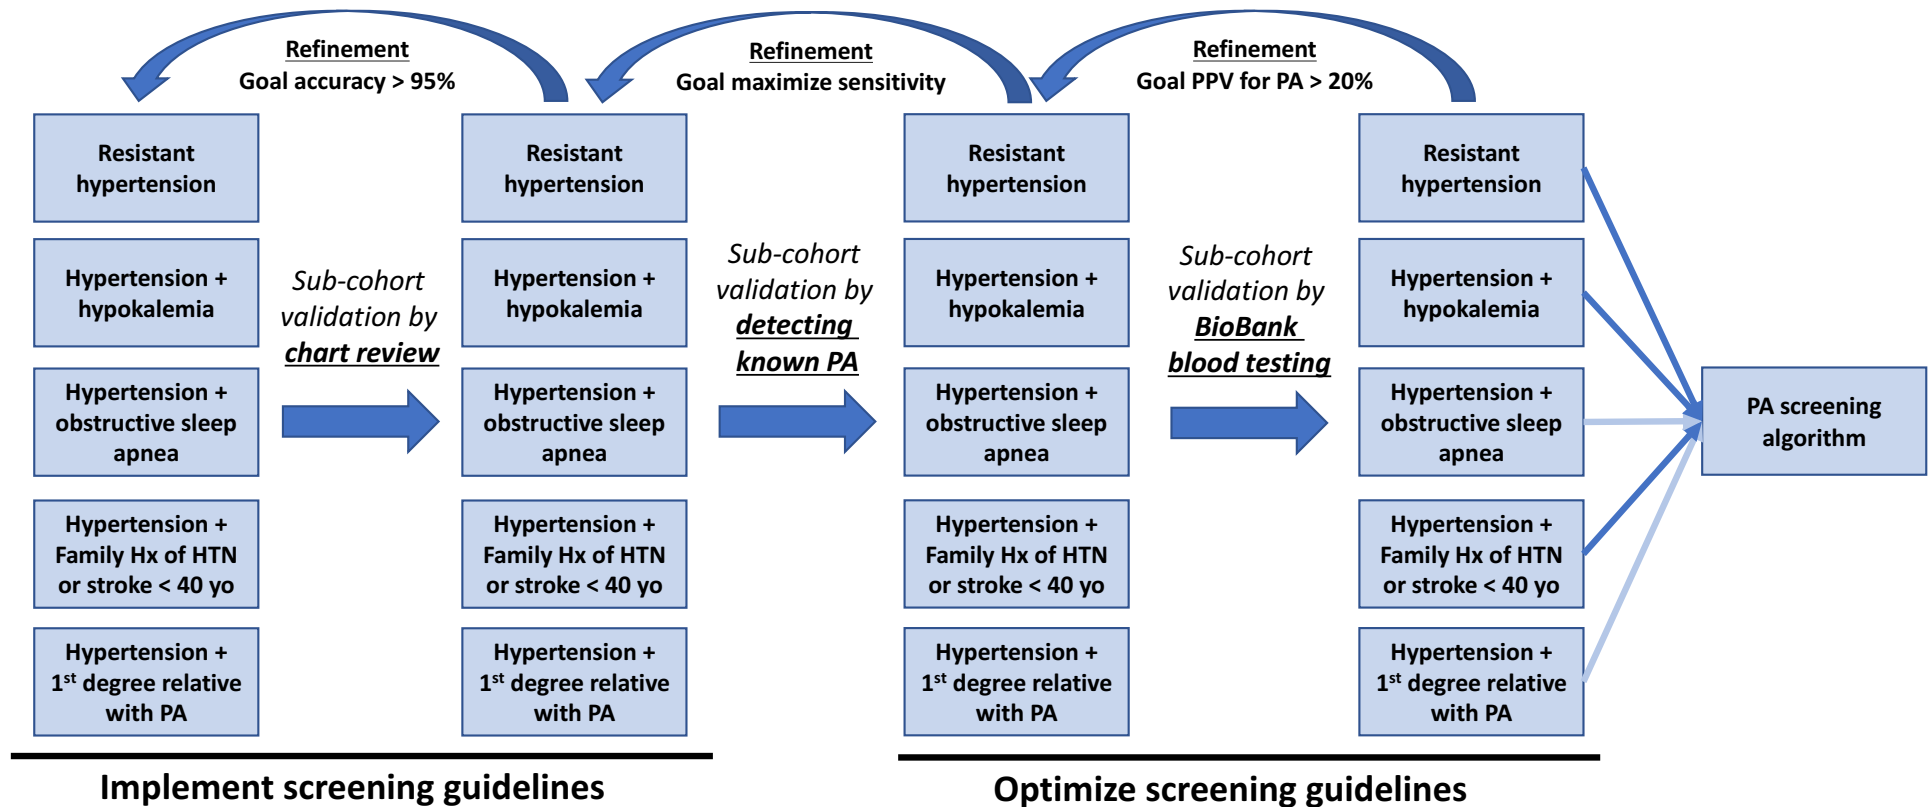 Refinement
Goal accuracy > 95%
Refinement
Goal maximize sensitivity
Refinement
Goal PPV for PA > 20%
Resistant
hypertension
Hypertension +
hypokalemia
Hypertension +
obstructive sleep
apnea
Hypertension +
Family Hx of HTN
or stroke < 40 yo
Hypertension +
1st degree relative
with PA
Sub-cohort
validation by
chart review
Resistant
hypertension
Hypertension +
hypokalemia
Hypertension +
obstructive sleep
apnea
Hypertension +
Family Hx of HTN
or stroke < 40 yo
Hypertension +
1st degree relative
with PA
Sub-cohort
validation by
detecting
known PA
Resistant
hypertension
Hypertension +
hypokalemia
Hypertension +
obstructive sleep
apnea
Hypertension +
Family Hx of HTN
or stroke < 40 yo
Hypertension +
1st degree relative
with PA
Sub-cohort
validation by
BioBank
blood testing
Resistant
hypertension
Hypertension +
hypokalemia
Hypertension +
obstructive sleep
apnea
Hypertension +
Family Hx of HTN
or stroke < 40 yo
Hypertension +
1st degree relative
with PA
PA screening
algorithm
Implement screening guidelines
Optimize screening guidelines